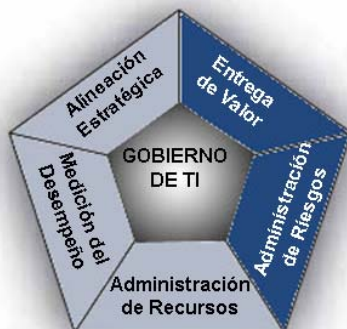 Alineación
Estratégica
Entrega
de Valor
GOBIERNO
DE TI
Medición del
Desempeño
Administración
de Riesgos
Administración
de Recursos